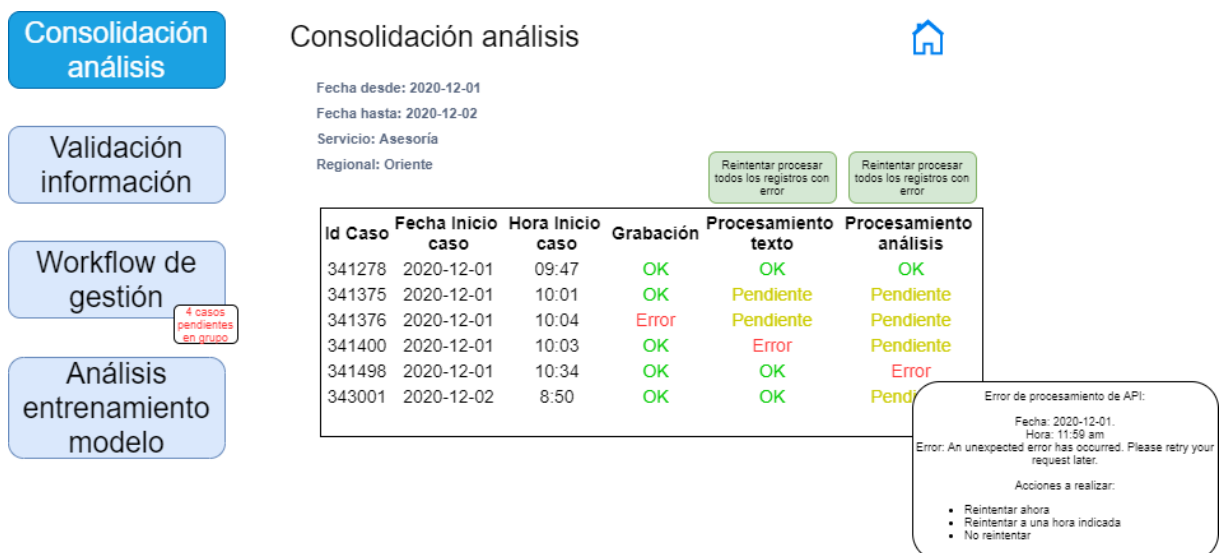 Consolidación
análisis
Validación
información
Workflow de
gestión
4 casos
pendientes
en grupo
Análisis
entrenamiento
modelo
Consolidación análisis
Fecha desde: 2020-12-01
Fecha hasta: 2020-12-02
Servicio: Asesoría
Regional: Oriente
Reintentar procesar
todos los registros con
error
Reintentar procesar
todos los registros con
error
Id Caso Fecha Inicio caso Hora Inicio caso Grabación Procesamiento texto Procesamiento análisis
341278 2020-12-01 09:47 OK OK OK
341375 2020-12-01 10:01 OK Pendiente Pendiente
341376 2020-12-01 10:04 Error Pendiente Pendiente
341400 2020-12-01 10:03 OK Error Pendiente
341498 2020-12-01 10:34 OK OK Error
343001 2020-12-02 8:50 OK OK Pend
Error de procesamiento de API:
Fecha: 2020-12-01.
Hora: 11:59 am
Error: An unexpected error has occurred. Please retry your
request later.
Acciones a realizar:
• Reintentar ahora
• Reintentar a una hora indicada
• No reintentar